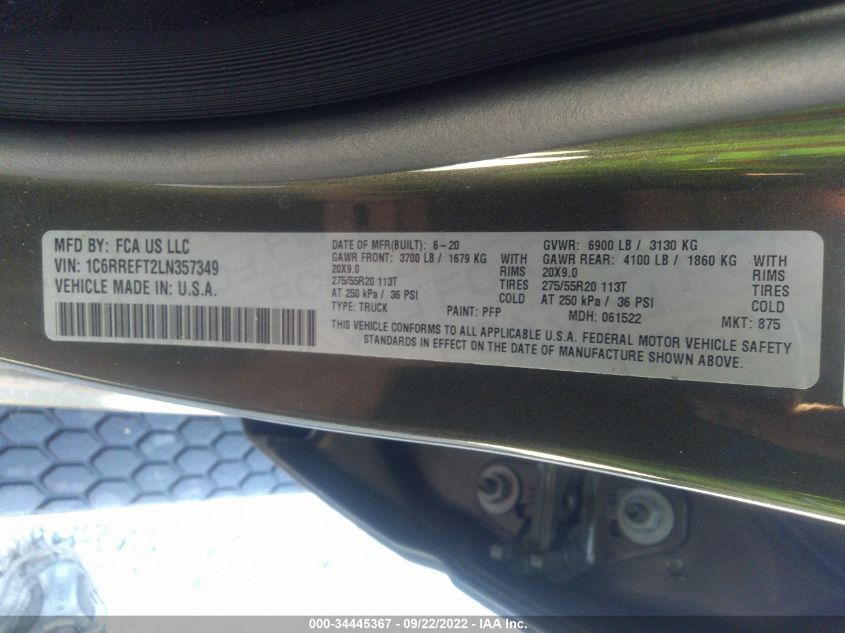 MFD BY: FCA US LLC
VIN: 1C6RREFT2LN357349
VEHICLE MADE IN: U.S.A.
DATE OF MFR(BUILT): 6-20 GVWR: 6900 LB / 3130 KG
GAWR FRONT: 3700 LB / 1679 KG WITH GAWR REAR: 4100 LB / 1860 KG WITH
20X9.0 RIMS 20X9.0 RIMS
275/55R20 113T TIRES 275/55R20 113T TIRES
AT 250 kPa / 36 PSI COLD AT 250 kPa / 36 PSI COLD
TYPE: TRUCK PAINT: PFP MDH: 061522 MKT: 875
THIS VEHICLE CONFORMS TO ALL APPLICABLE U.S.A. FEDERAL MOTOR VEHICLE SAFETY
STANDARDS IN EFFECT ON THE DATE OF MANUFACTURE SHOWN ABOVE.
000-34445367 - 09/22/2022 - IAA, Inc.